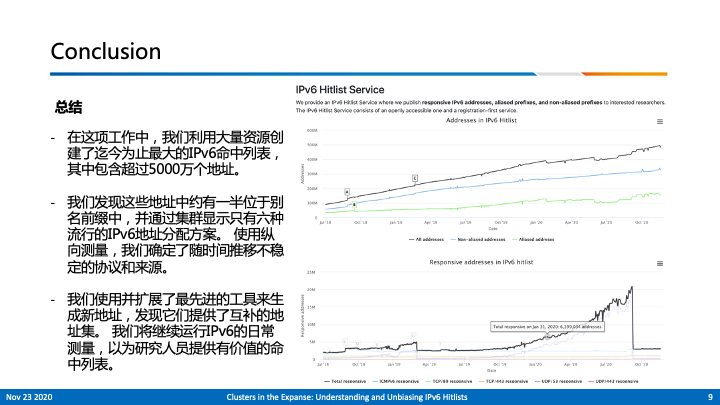 Conclusion
总结
- 在这项工作中，我们利用大量资源创
建了迄今为止最大的IPv6命中列表，
其中包含超过5000万个地址。
- 我们发现这些地址中约有一半位于别
名前缀中，并通过集群显示只有六种
流行的IPv6地址分配方案。 使用纵
向测量，我们确定了随时间推移不稳
定的协议和来源。
- 我们使用并扩展了最先进的工具来生
成新地址，发现它们提供了互补的地
址集。 我们将继续运行IPv6的日常
测量，以为研究人员提供有价值的命
中列表。
IPv6 Hitlist Service
We provide an IPv6 Hitlist Service where we publish responsive IPv6 addresses, aliased prefixes, and non-aliased prefixes to interested researchers.
The IPv6 Hitlist Service consists of an openly accessible one and a registration-first service:
Addresses in IPv6 Hitlist
Addresses
600M
500M
400M
300M
200M
100M
0
A
B
C
Jul '18 Oct '18 Jan '19 Apr '19 Jul '19 Oct '19 Jan '20 Apr '20 Jul '20 Oct '20
Date
All addresses Non-aliased addresses Aliased addresses
Responsive addresses in IPv6 hitlist
Responsive addresses
25M
20M
15M
10M
5M
0
Total responsive on Jan 31, 2020:
Jul '18 Oct '18 Jan '19 Apr '19 Jul '19 Oct '19 Jan '20 Apr '20 Jul '20 Oct '20
Date
Total responsive ICMPv6 responsive TCP/80 responsive TCP/443 responsive UDP/53 responsive UDP/443 responsive
Nov 23 2020
Clusters in the Expanse: Understanding and Unbiasing IPv6 Hitlists
9